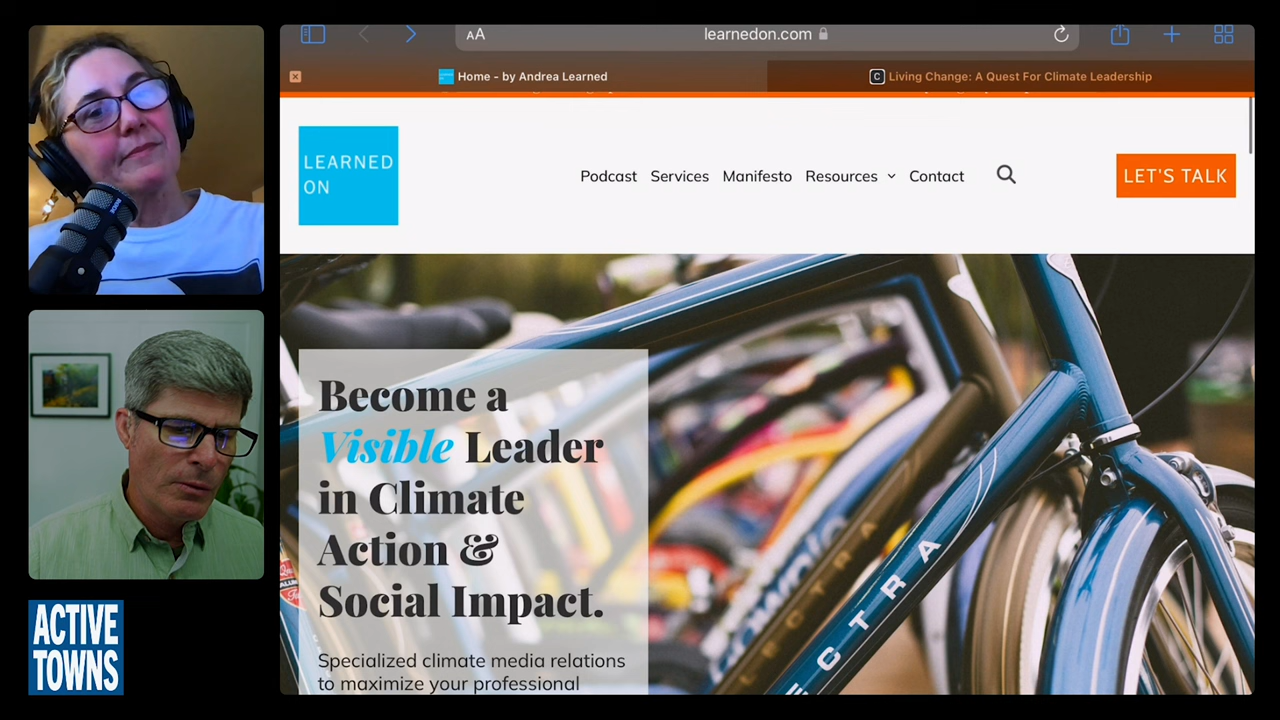 AA
learnedon.com
Home - by Andrea Learned
C Living Change: A Quest For Climate Leadership
LEARNED
ON
Podcast Services Manifesto Resources Contact
LET'S TALK
Become a
Visible Leader
in Climate
Action &
Social Impact.
Specialized climate media relations
to maximize your professional
ECTRA
ACTIVE
TOWNS